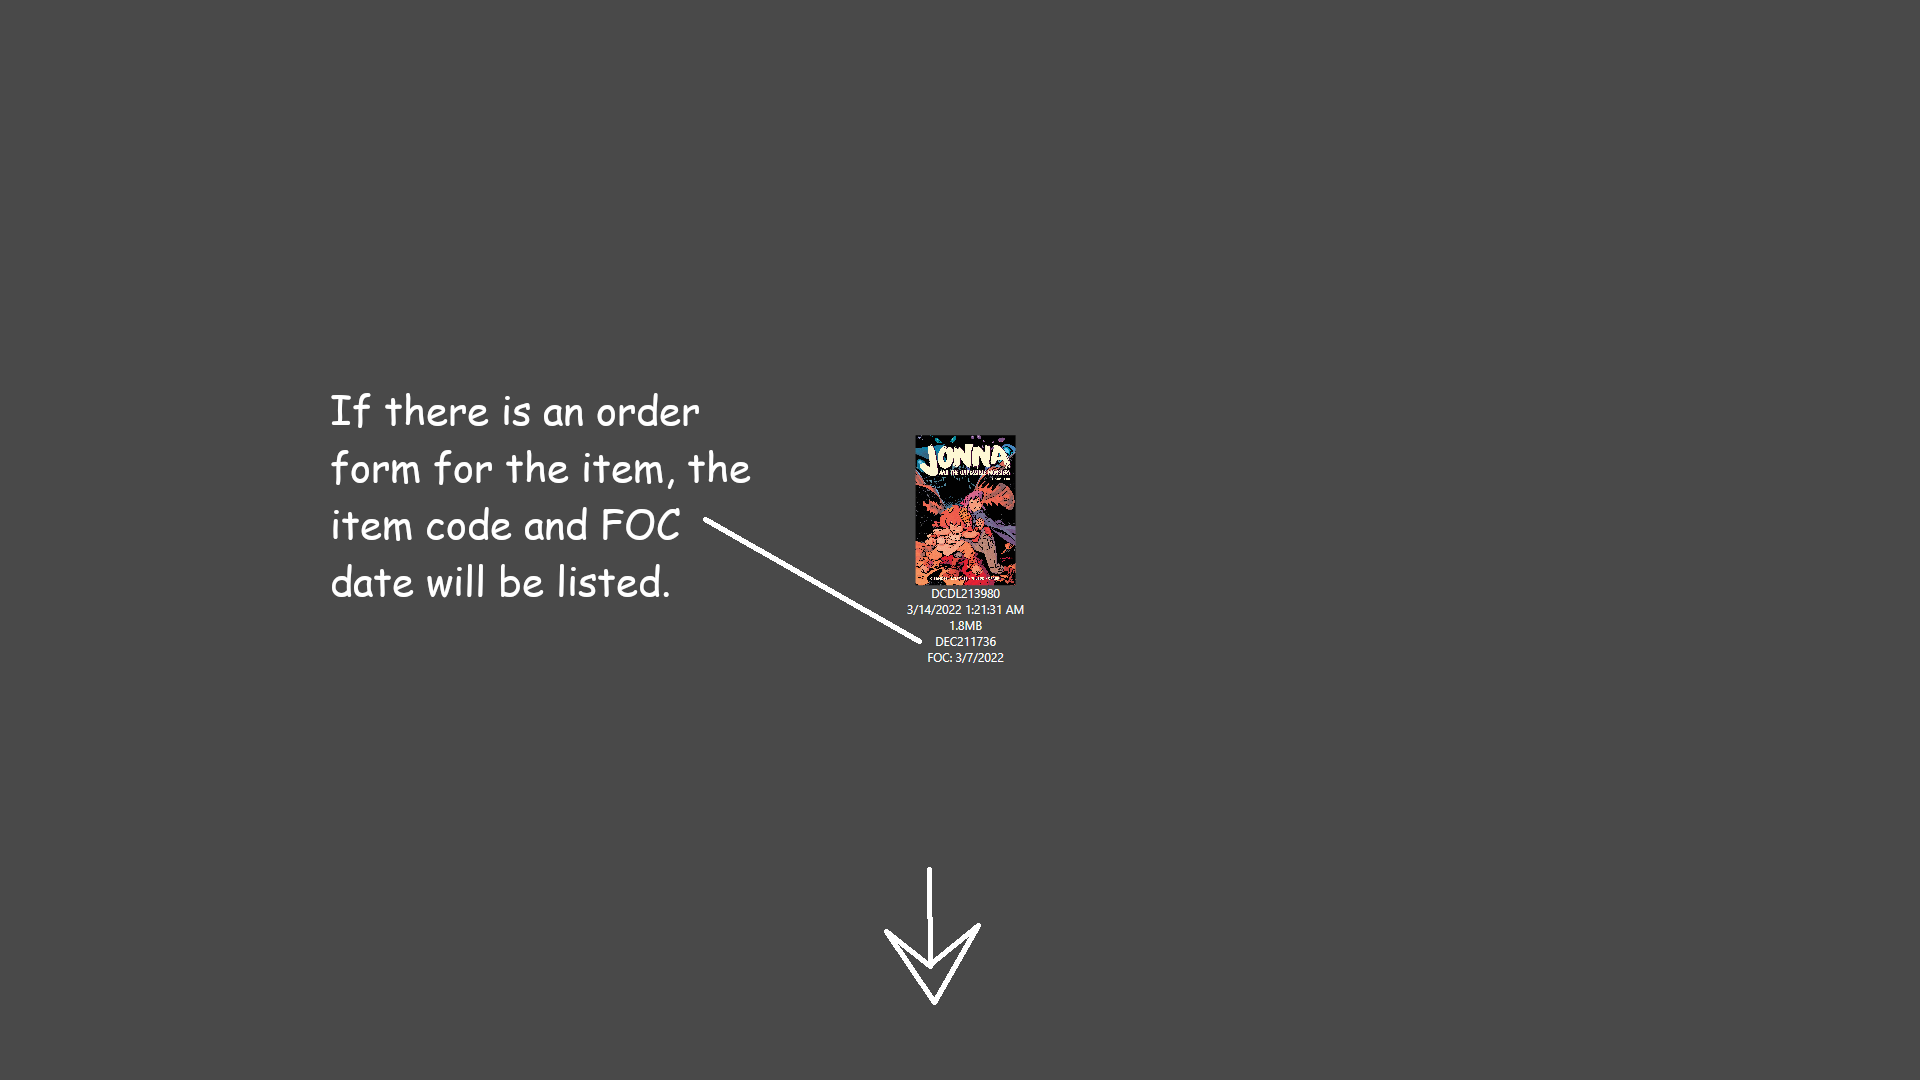 If there is an order
form for the item, the
item code and FOC
date will be listed.
JONNA
AND THE UNPOSSIBLE MONSTERS
DCDL213980
3/14/2022 1:21:31 AM
1.8MB
DEC211736
FOC: 3/7/2022